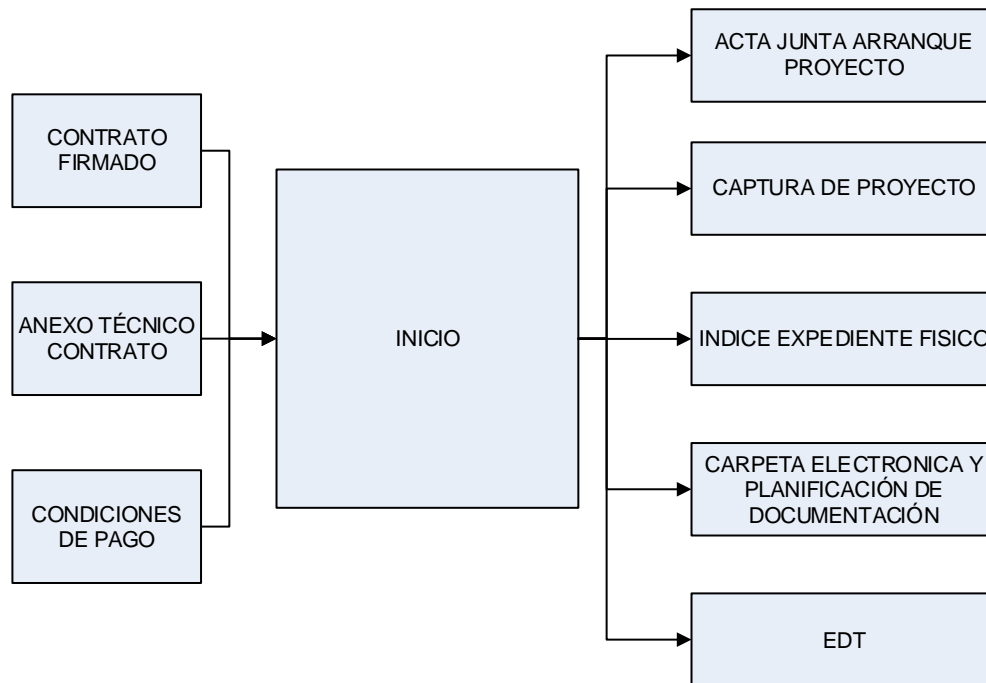 CONTRATO
FIRMADO
ANEXO TÉCNICO
CONTRATO
CONDICIONES
DE PAGO
INICIO
ACTA JUNTA ARRANQUE
PROYECTO
CAPTURA DE PROYECTO
INDICE EXPEDIENTE FISICO
CARPETA ELECTRONICA Y
PLANIFICACIÓN DE
DOCUMENTACIÓN
EDT